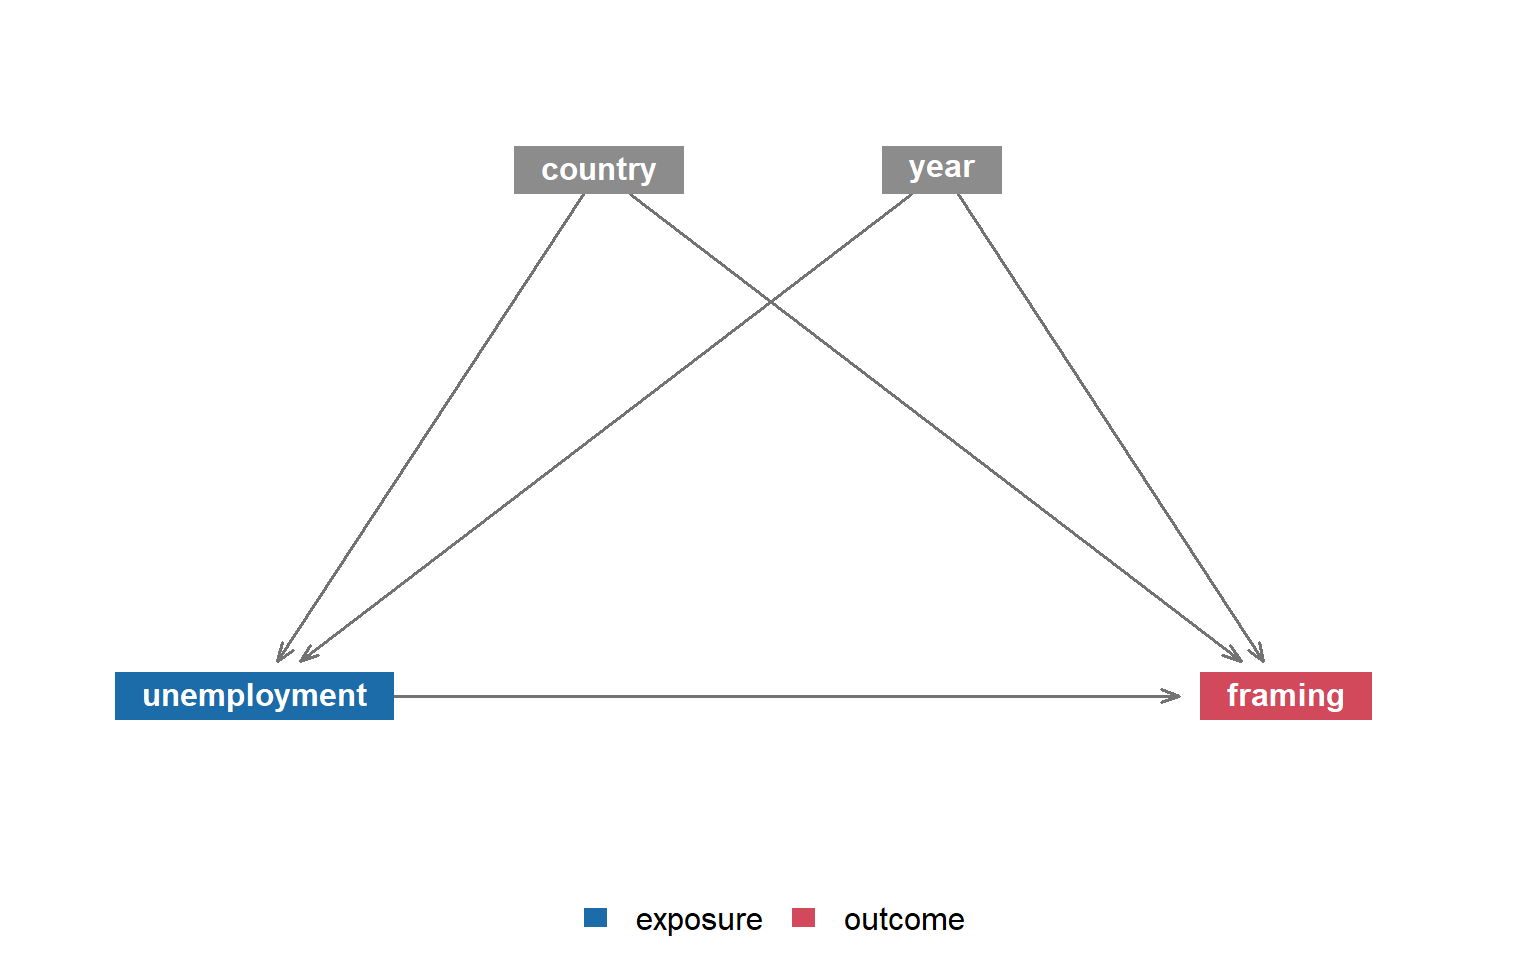 country
year
unemployment
framing
exposure
outcome